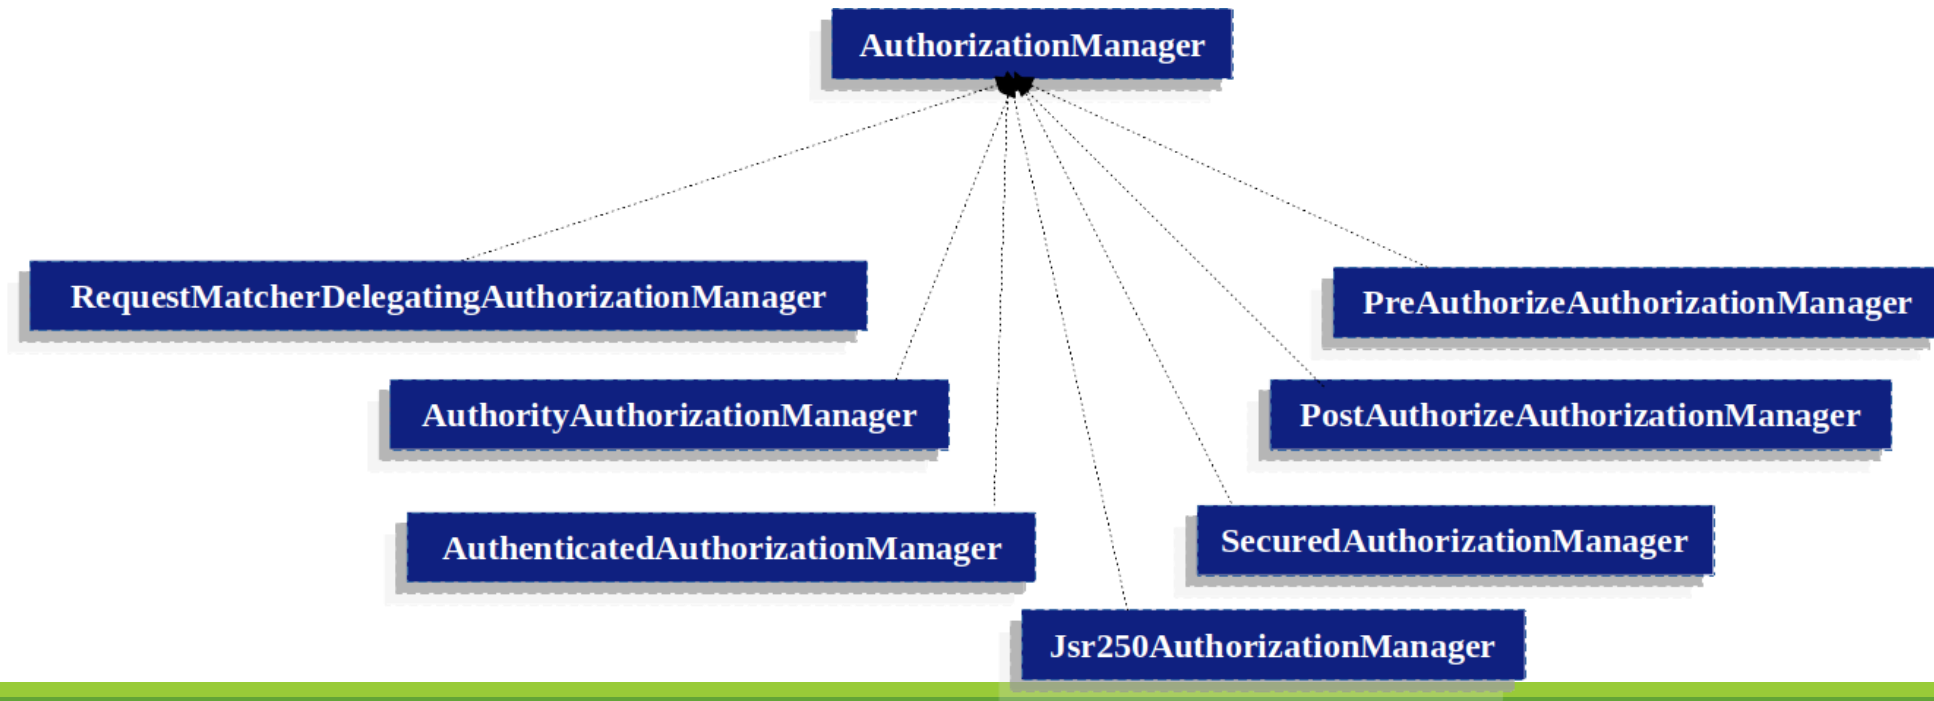 AuthorizationManager
RequestMatcherDelegatingAuthorizationManager
PreAuthorizeAuthorizationManager
AuthorityAuthorizationManager
PostAuthorizeAuthorizationManager
AuthenticatedAuthorizationManager
SecuredAuthorizationManager
Jsr250AuthorizationManager